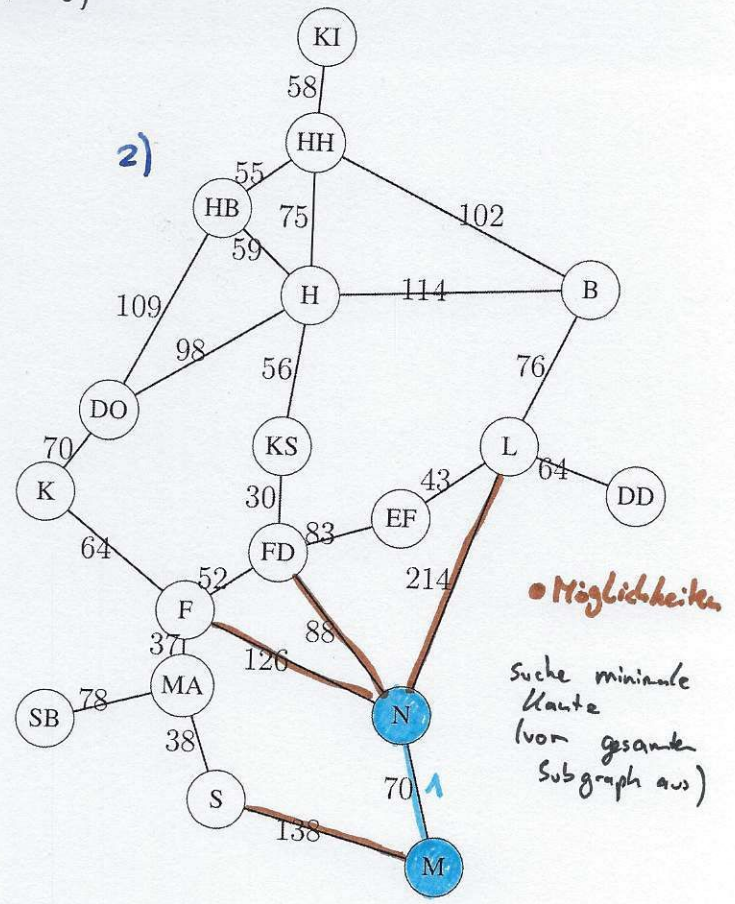 KI
58
HH
2)
55
HB
75
102
59
H
114
B
109
98
56
76
DO
70
KS
L
43
64
K
30
EF
DD
83
FD
64
52
214
• Möglichkeiten
F
88
37
126
suche minimale
Kante
MA
78
N
(vom gesamten
SB
38
Subgraph aus)
70
1
S
138
M